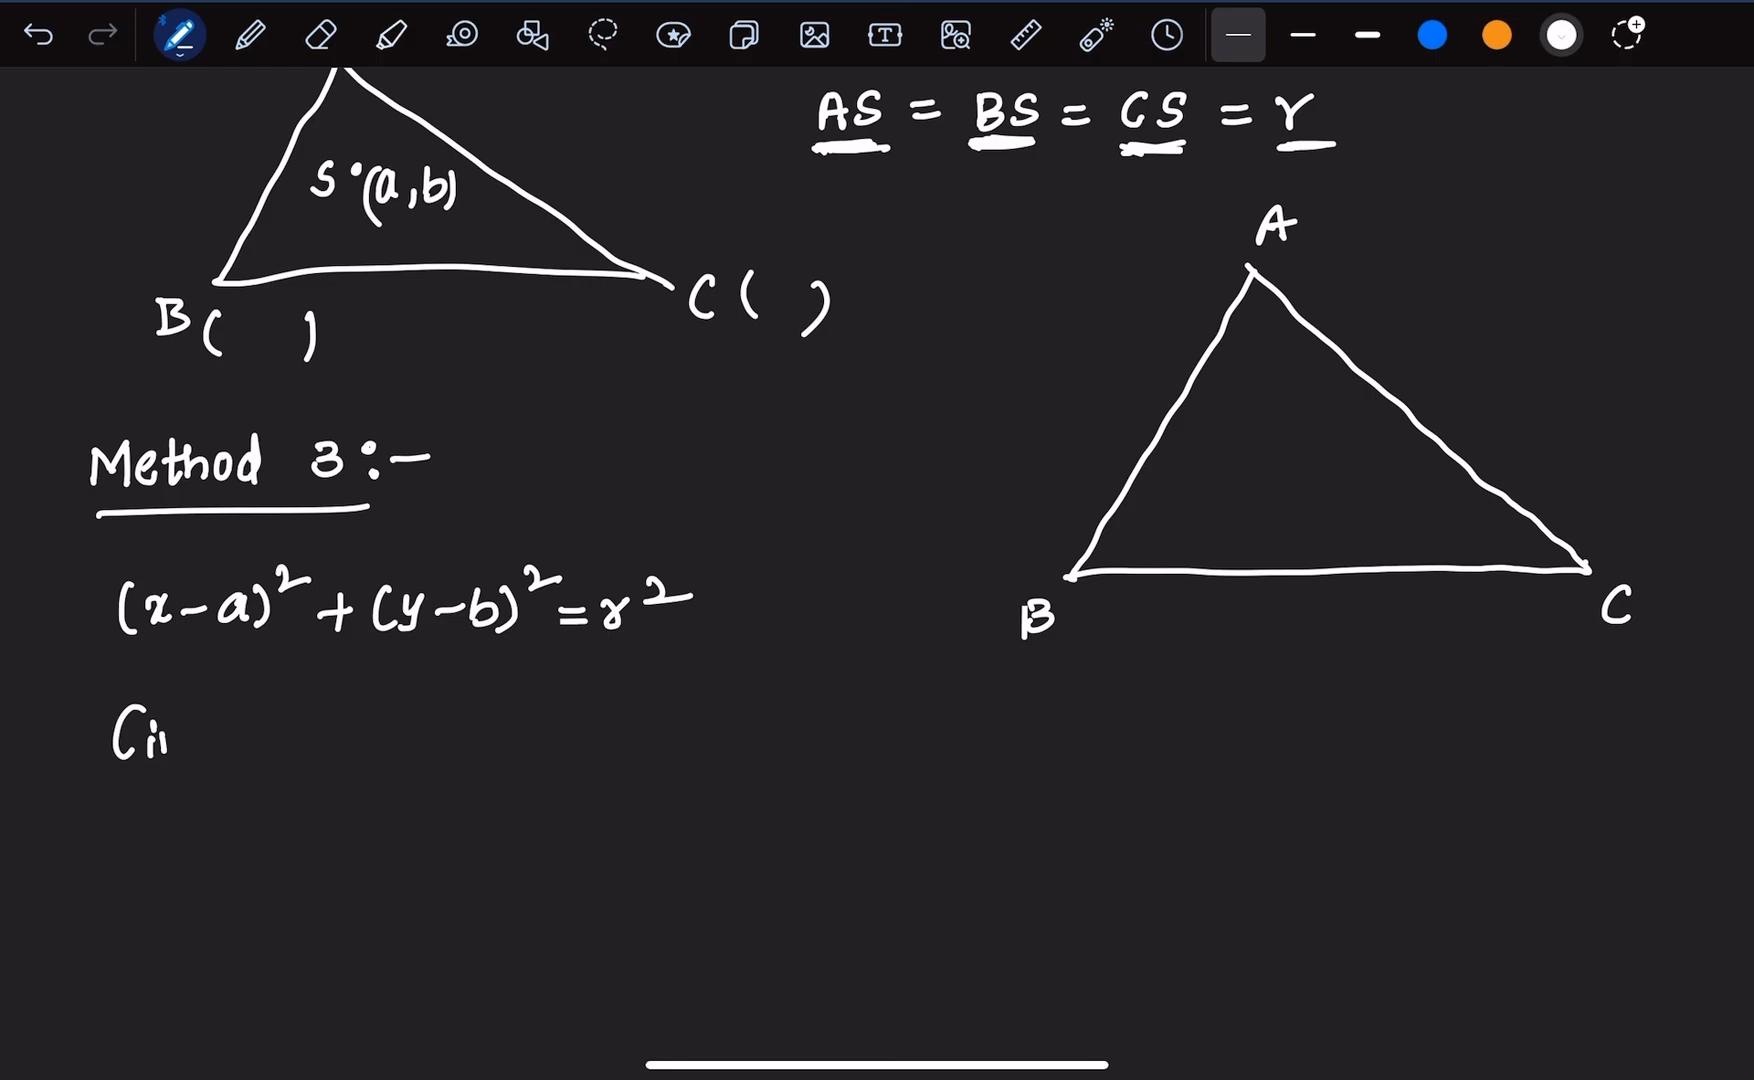 AS = BS = CS = r
S•(a,b)
A
B( )
C( )
Method 3:-
(x-a)²+(y-b)²=r²
B
C